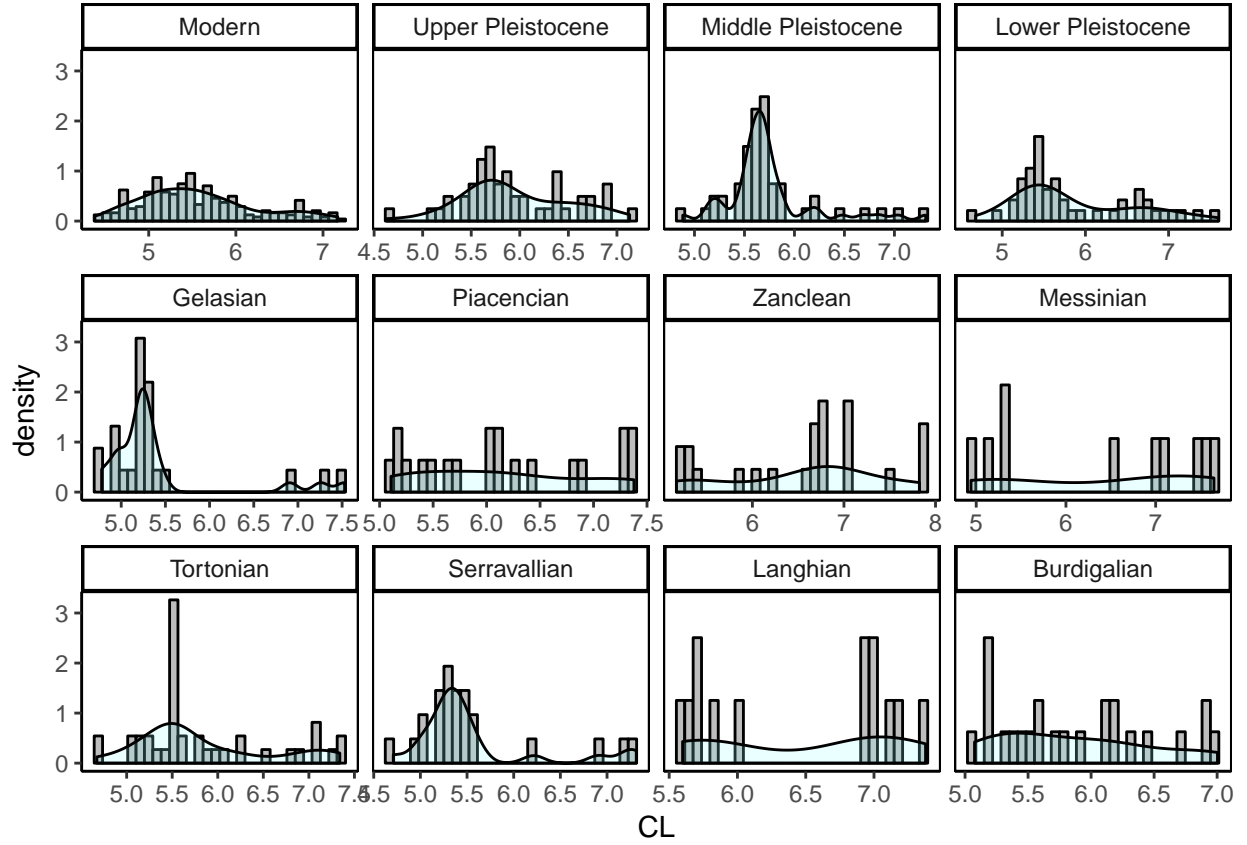 Modern Upper Pleistocene Middle Pleistocene Lower Pleistocene
3
2
1
0
5 6 7 4.5 5.0 5.5 6.0 6.5 7.0 5.0 5.5 6.0 6.5 7.0 5 6 7
Gelasian Piacencian Zanclean Messinian
3
2
1
0
5.0 5.5 6.0 6.5 7.0 7.5 5.0 5.5 6.0 6.5 7.0 7.5 6 7 8 5 6 7
density
Tortonian Serravallian Langhian Burdigalian
3
2
1
0
5.0 5.5 6.0 6.5 7.0 7.5 4.5 5.0 5.5 6.0 6.5 7.0 5.5 6.0 6.5 7.0 5.0 5.5 6.0 6.5 7.0
CL